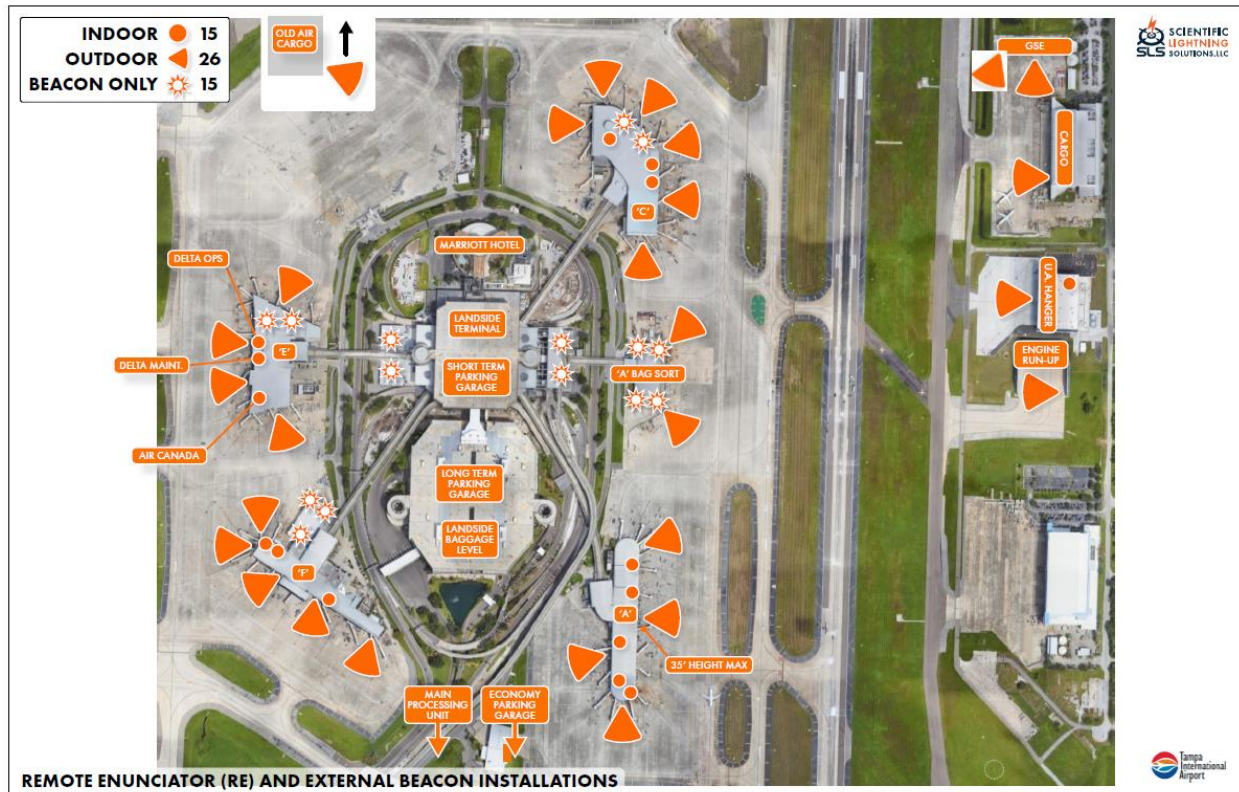 INDOOR 15
OUTDOOR 26
BEACON ONLY 15
OLD AIR
CARGO
SLS
SCIENTIFIC
LIGHTNING
SOLUTIONS,LLC
GSE
CARGO
'C'
MARRIOTT HOTEL
DELTA OPS
U.A. HANGER
LANDSIDE
TERMINAL
'E'
DELTA MAINT.
SHORT TERM
PARKING
GARAGE
'A' BAG SORT
ENGINE
RUN-UP
AIR CANADA
LONG TERM
PARKING
GARAGE
LANDSIDE
BAGGAGE
LEVEL
'F'
'A'
35' HEIGHT MAX
MAIN
PROCESSING
UNIT
ECONOMY
PARKING
GARAGE
REMOTE ENUNCIATOR (RE) AND EXTERNAL BEACON INSTALLATIONS
Tampa
International
Airport